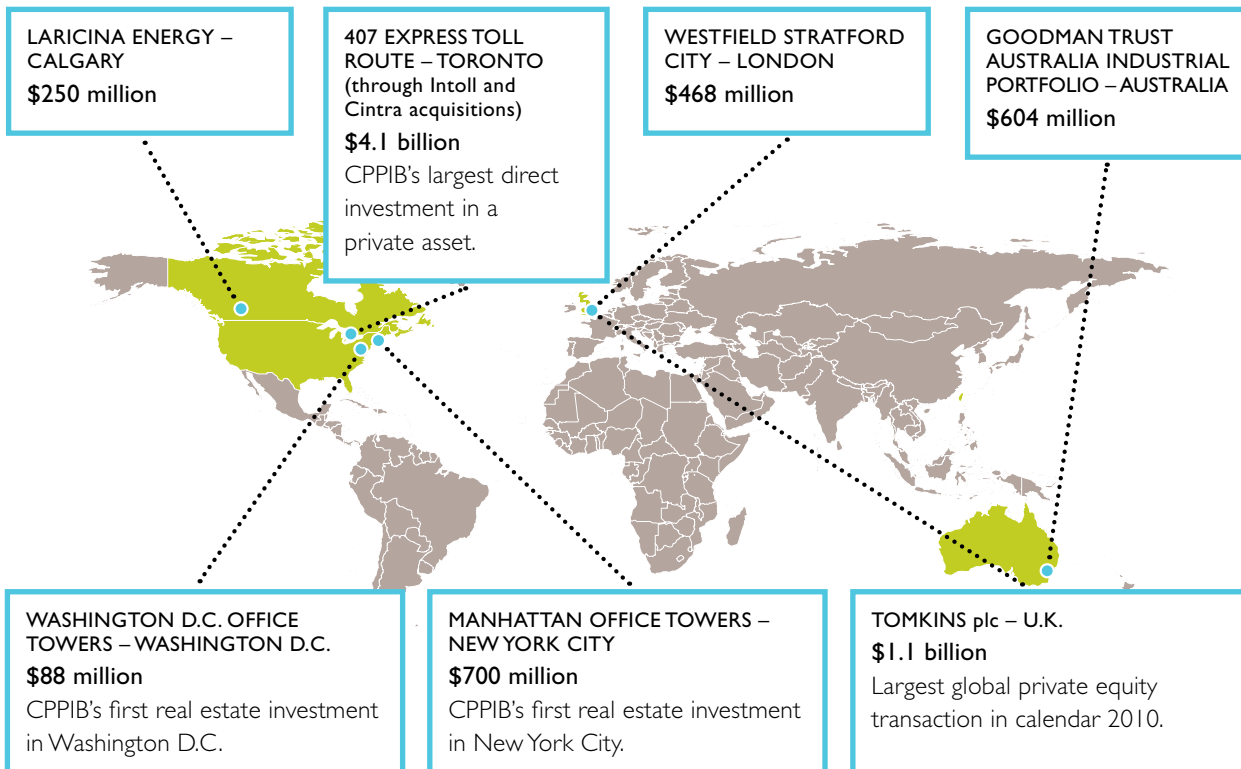 LARICINA ENERGY –
CALGARY
$250 million
407 EXPRESS TOLL
ROUTE – TORONTO
(through Intoll and
Cintra acquisitions)
$4.1 billion
CPPIB's largest direct
investment in a
private asset.
WESTFIELD STRATFORD
CITY – LONDON
$468 million
GOODMAN TRUST
AUSTRALIA INDUSTRIAL
PORTFOLIO – AUSTRALIA
$604 million
WASHINGTON D.C. OFFICE
TOWERS – WASHINGTON D.C.
$88 million
CPPIB's first real estate investment
in Washington D.C.
MANHATTAN OFFICE TOWERS –
NEW YORK CITY
$700 million
CPPIB's first real estate investment
in New York City.
TOMKINS plc – U.K.
$1.1 billion
Largest global private equity
transaction in calendar 2010.